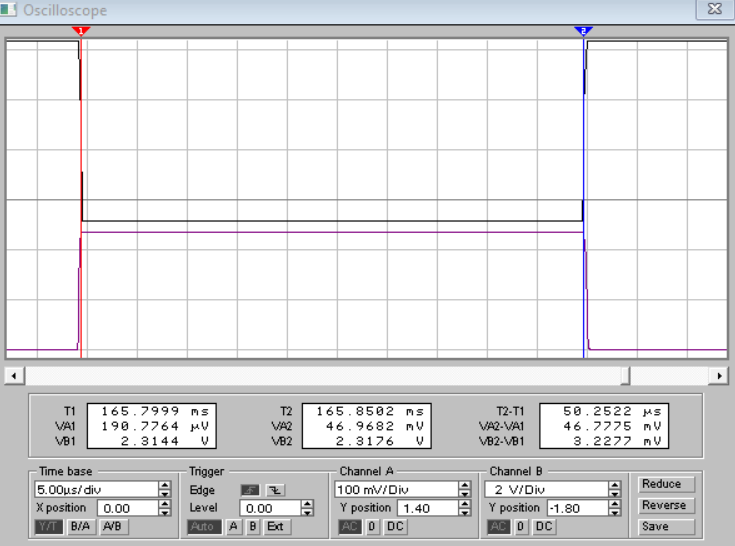 Oscilloscope
1 2
T1 165.7999 ms T2 165.8502 ms T2-T1 50.2522 µs
VA1 190.7764 µV VA2 46.9682 mV VA2-VA1 46.7775 mV
VB1 2.3144 V VB2 2.3176 V VB2-VB1 3.2277 mV
Time base Trigger Channel A Channel B Reduce
5.00µs/div Edge 100 mV/Div 2 V/Div
X position 0.00 Level 0.00 Y position 1.40 Y position -1.80 Reverse
Y/T B/A A/B Auto A B Ext AC 0 DC AC 0 DC Save